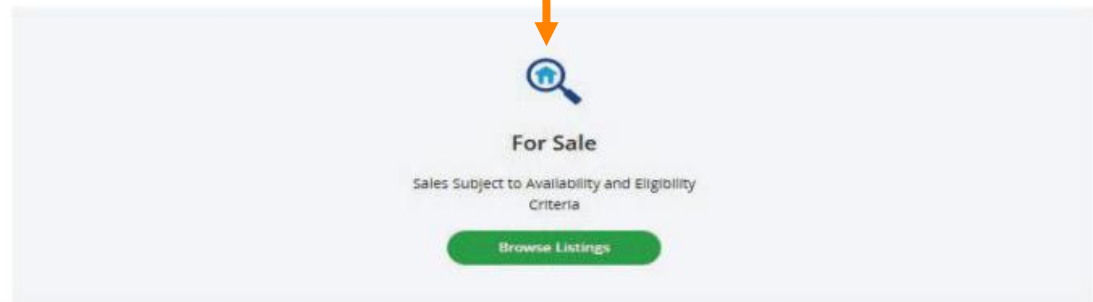 For Sale
Sales Subject to Availability and Eligibility
Criteria
Browse Listings